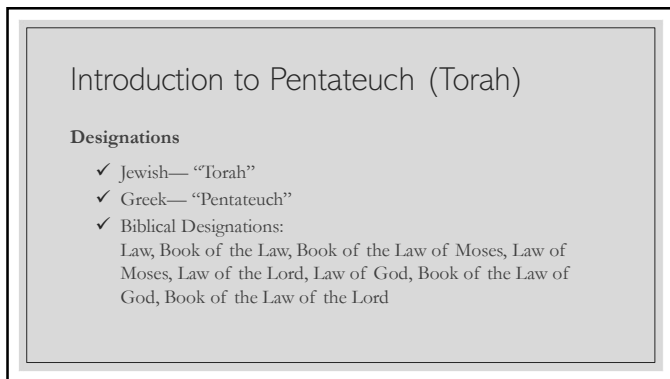 Introduction to Pentateuch (Torah)
Designations
✓ Jewish— “Torah”
✓ Greek— “Pentateuch”
✓ Biblical Designations:
Law, Book of the Law, Book of the Law of Moses, Law of
Moses, Law of the Lord, Law of God, Book of the Law of
God, Book of the Law of the Lord